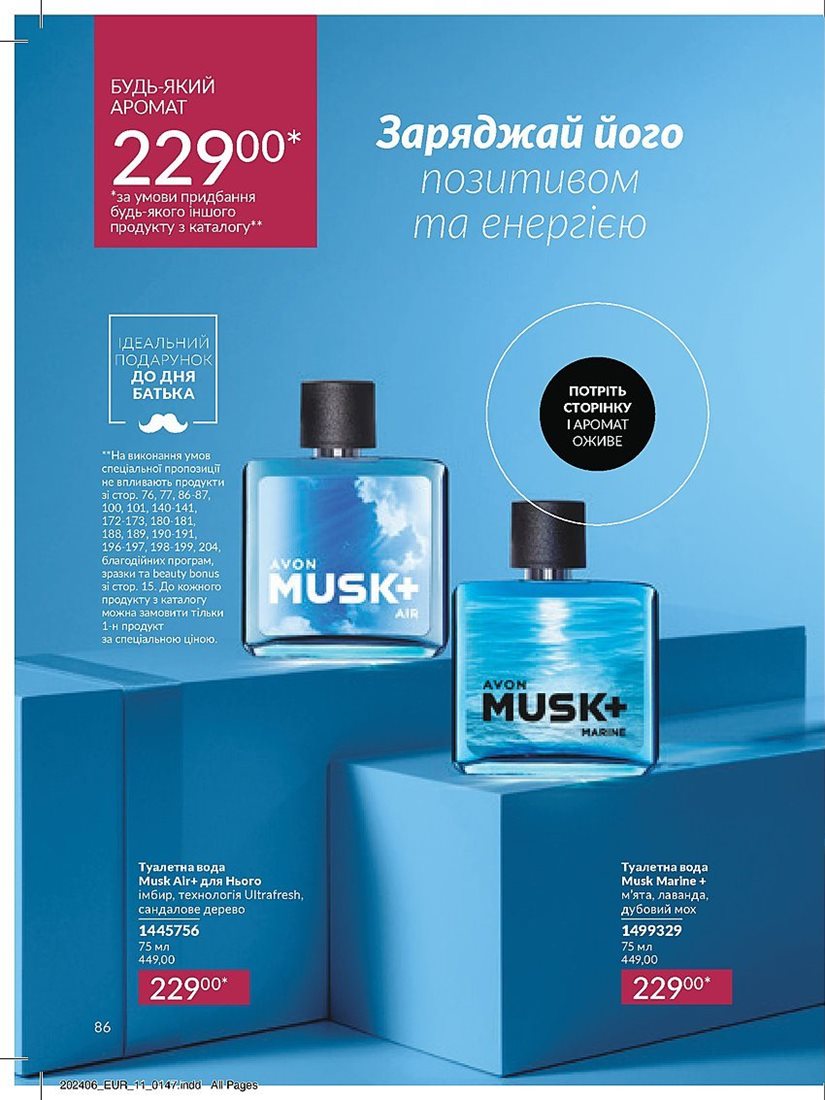 БУДЬ-ЯКИЙ
АРОМАТ
229⁰⁰*
*за умови придбання
будь-якого іншого
продукту з каталогу**
Заряджай його
позитивом
та енергією
ІДЕАЛЬНИЙ
ПОДАРУНОК
ДО ДНЯ
БАТЬКА
ПОТРІТЬ
СТОРІНКУ
І АРОМАТ
ОЖИВЕ
**На виконання умов
спеціальної пропозиції
не впливають продукти
зі стор. 76, 77, 86-87,
100, 101, 140-141,
172-173, 180-181,
188, 189, 190-191,
196-197, 198-199, 204,
благодійних програм,
зразки та beauty bonus
зі стор. 15. До кожного
продукту з каталогу
можна замовити тільки
1-н продукт
за спеціальною ціною.
AVON
MUSK+
AIR
AVON
MUSK+
MARINE
Туалетна вода
Musk Air+ для Нього
імбир, технологія Ultrafresh,
сандалове дерево
1445756
75 мл
449,00
229⁰⁰*
Туалетна вода
Musk Marine +
м'ята, лаванда,
дубовий мох
1499329
75 мл
449,00
229⁰⁰*
86
202406_EUR_11_0147.indd   All Pages